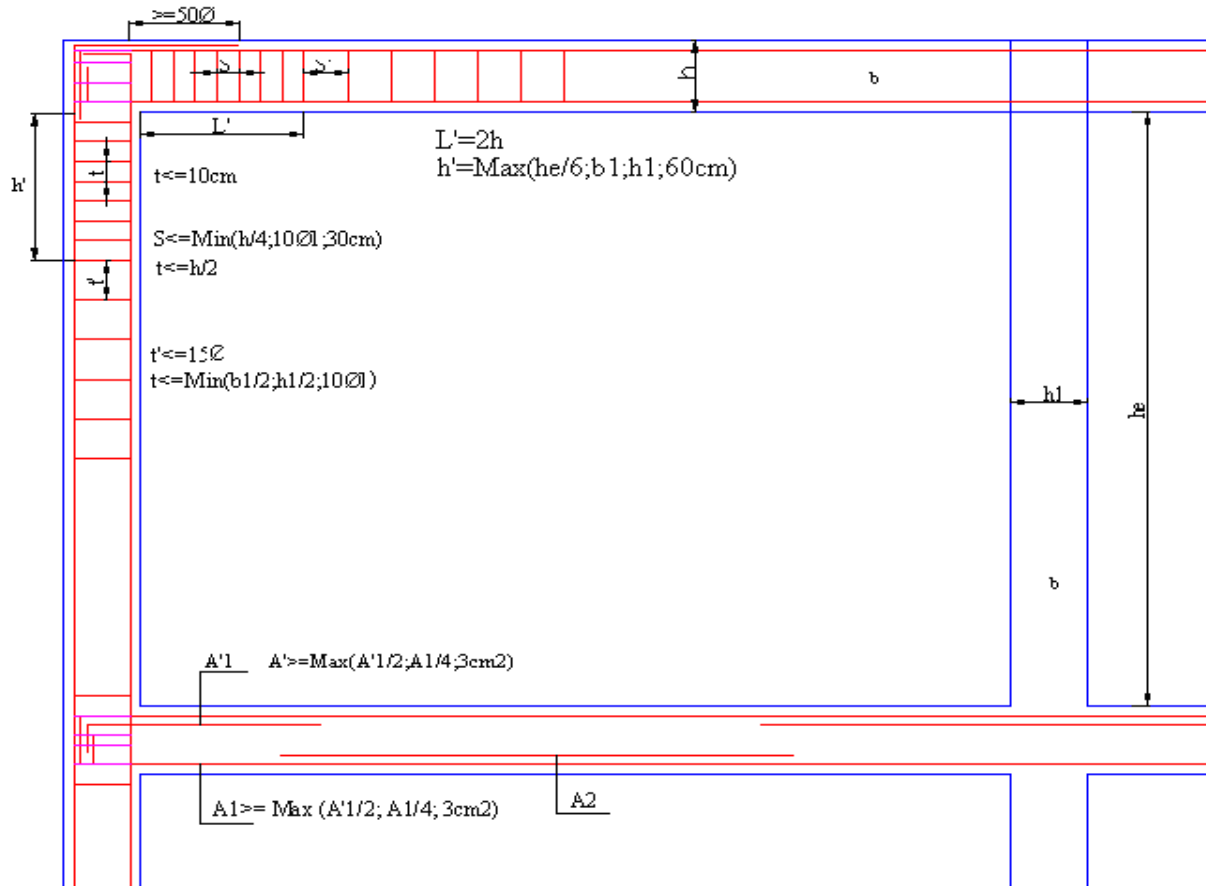 >=50Ø
S
S'
h
b
L'
L'=2h
h'=Max(he/6;b1;h1;60cm)
h'
t
t<=10cm
S<=Min(h/4;10Øl;30cm)
t<=h/2
t'
t'<=15Ø
t<=Min(b1/2;h1/2;10Øl)
h1
he
b
A'1 A'>=Max(A'1/2;A1/4;3cm2)
A1>= Max (A'1/2; A1/4; 3cm2)
A2